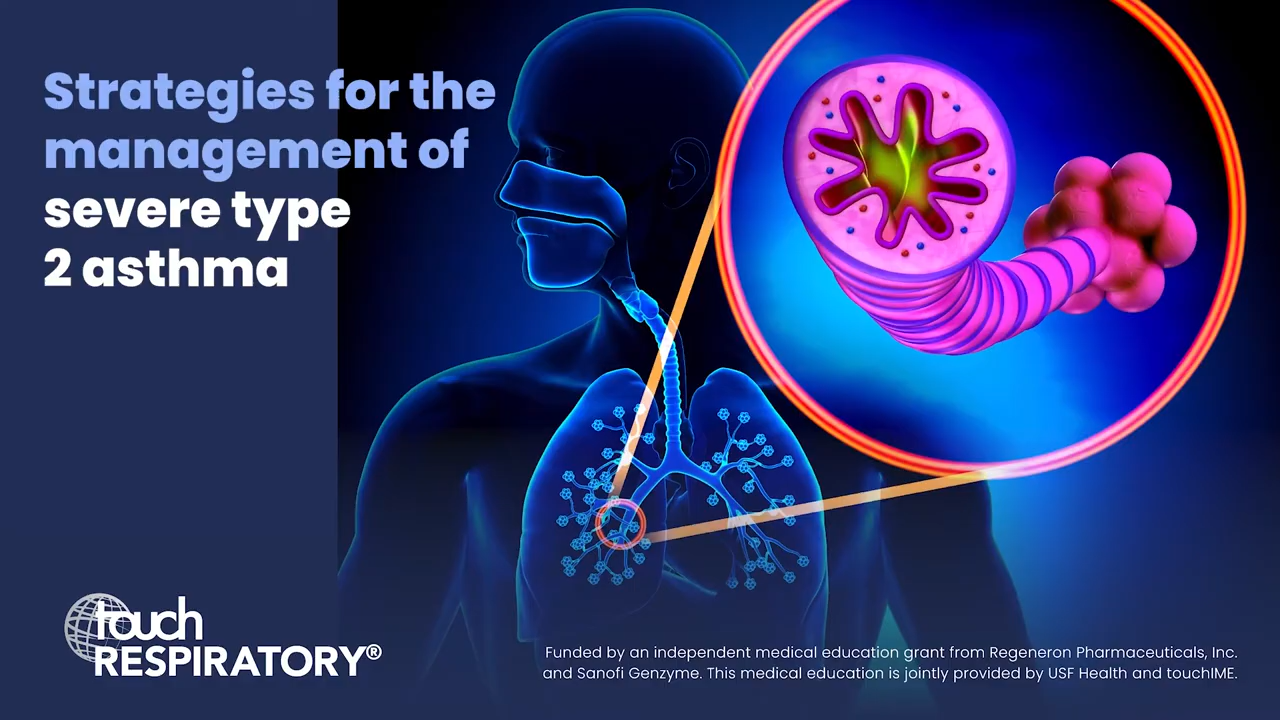 Strategies for the
management of
severe type
2 asthma
touch
RESPIRATORY®
Funded by an independent medical education grant from Regeneron Pharmaceuticals, Inc.
and Sanofi Genzyme. This medical education is jointly provided by USF Health and touchIME.